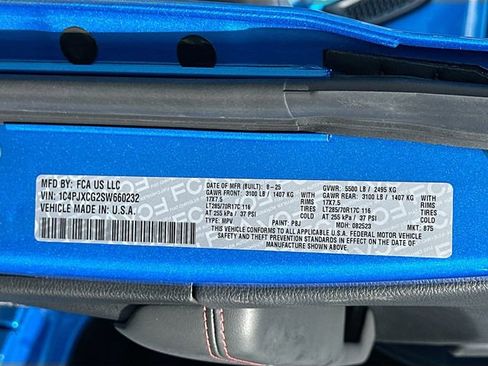 MFD BY: FCA US LLC
VIN: 1C4PJXCG2SW660232
VEHICLE MADE IN U.S.A.
DATE OF MFR (BUILT): 8-25 GVWR: 5500 LB / 2495 KG
GAWR FRONT: 3100 LB / 1407 KG GAWR REAR: 3100 LB / 1407 KG
17X7.5 RIMS 17X7.5 RIMS
LT285/70R17C 116 TIRES LT285/70R17C 116 TIRES
AT 255 kPa / 37 PSI COLD AT 255 kPa / 37 PSI COLD
TYPE: MPV PAINT: PBJ MDH: 082523 MKT: 875
THIS VEHICLE CONFORMS TO ALL APPLICABLE U.S.A. FEDERAL MOTOR VEHICLE
SAFETY AND THEFT PREVENTION STANDARDS IN EFFECT ON THE DATE OF
MANUFACTURE SHOWN ABOVE.